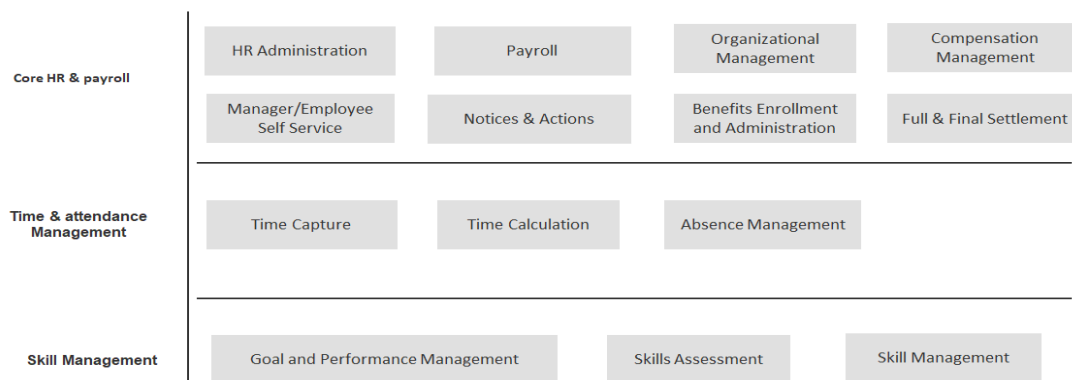 Core HR & payroll
HR Administration
Payroll
Organizational
Management
Compensation
Management
Manager/Employee
Self Service
Notices & Actions
Benefits Enrollment
and Administration
Full & Final Settlement
Time & attendance
Management
Time Capture
Time Calculation
Absence Management
Skill Management
Goal and Performance Management
Skills Assessment
Skill Management